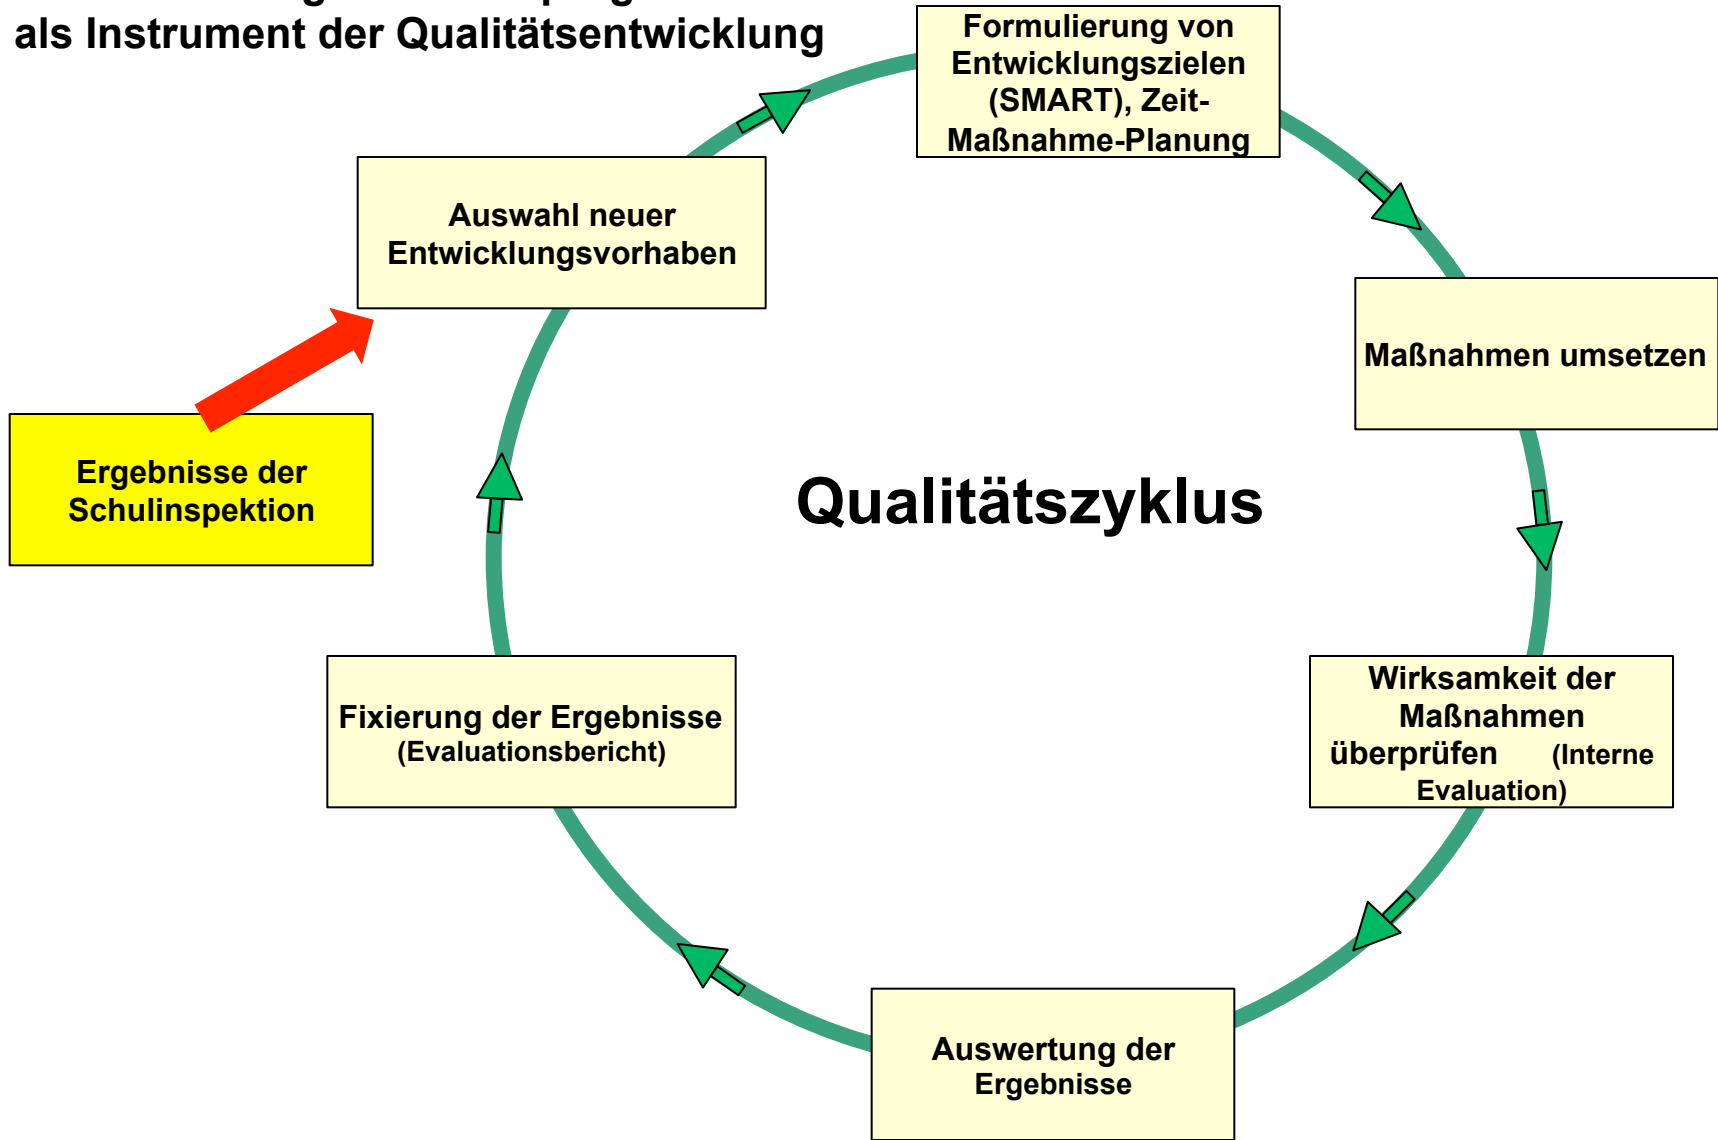 als Instrument der Qualitätsentwicklung
Formulierung von
Entwicklungszielen
(SMART), Zeit-
Maßnahme-Planung
Auswahl neuer
Entwicklungsvorhaben
Maßnahmen umsetzen
Ergebnisse der
Schulinspektion
Qualitätszyklus
Wirksamkeit der
Maßnahmen
überprüfen (Interne
Evaluation)
Fixierung der Ergebnisse
(Evaluationsbericht)
Auswertung der
Ergebnisse